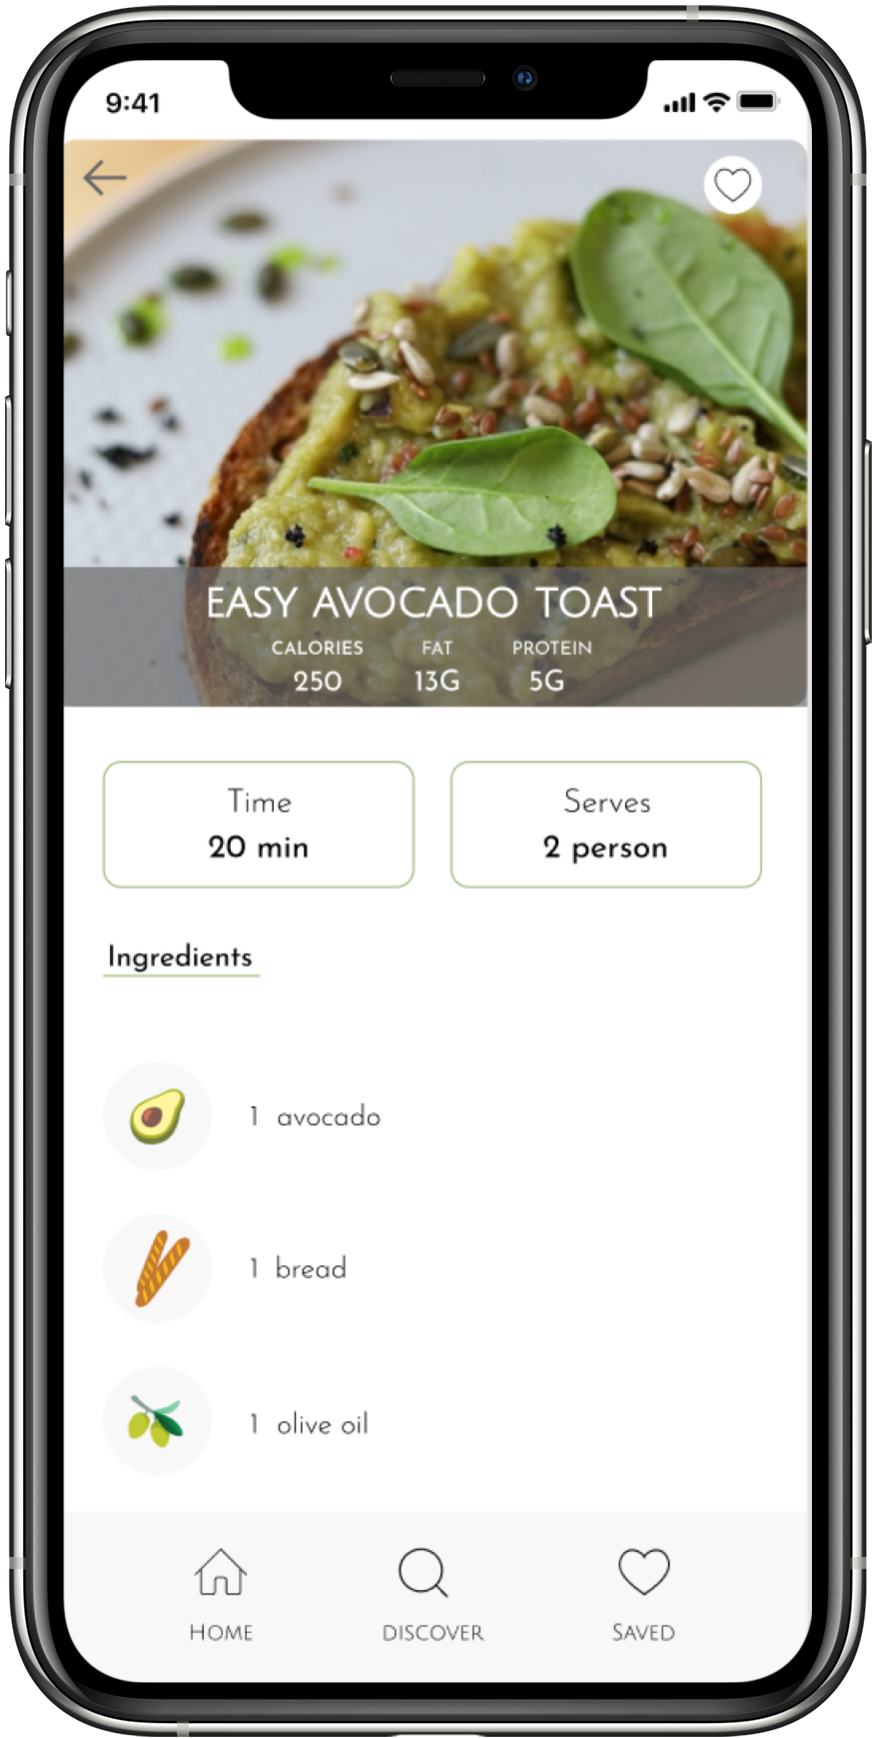 9:41
EASY AVOCADO TOAST
CALORIES FAT PROTEIN
250 13G 5G
Time Serves
20 min 2 person
Ingredients
1 avocado
1 bread
1 olive oil
HOME DISCOVER SAVED